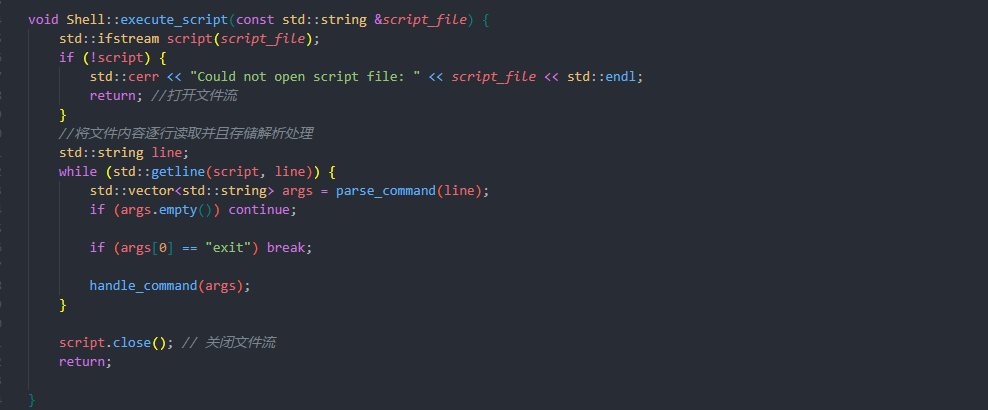 void Shell::execute_script(const std::string &script_file) {
    std::ifstream script(script_file);
    if (!script) {
        std::cerr << "Could not open script file: " << script_file << std::endl;
        return; //打开文件流
    }
    //将文件内容逐行读取并且存储解析处理
    std::string line;
    while (std::getline(script, line)) {
        std::vector<std::string> args = parse_command(line);
        if (args.empty()) continue;

        if (args[0] == "exit") break;

        handle_command(args);
    }

    script.close(); // 关闭文件流
    return;

}